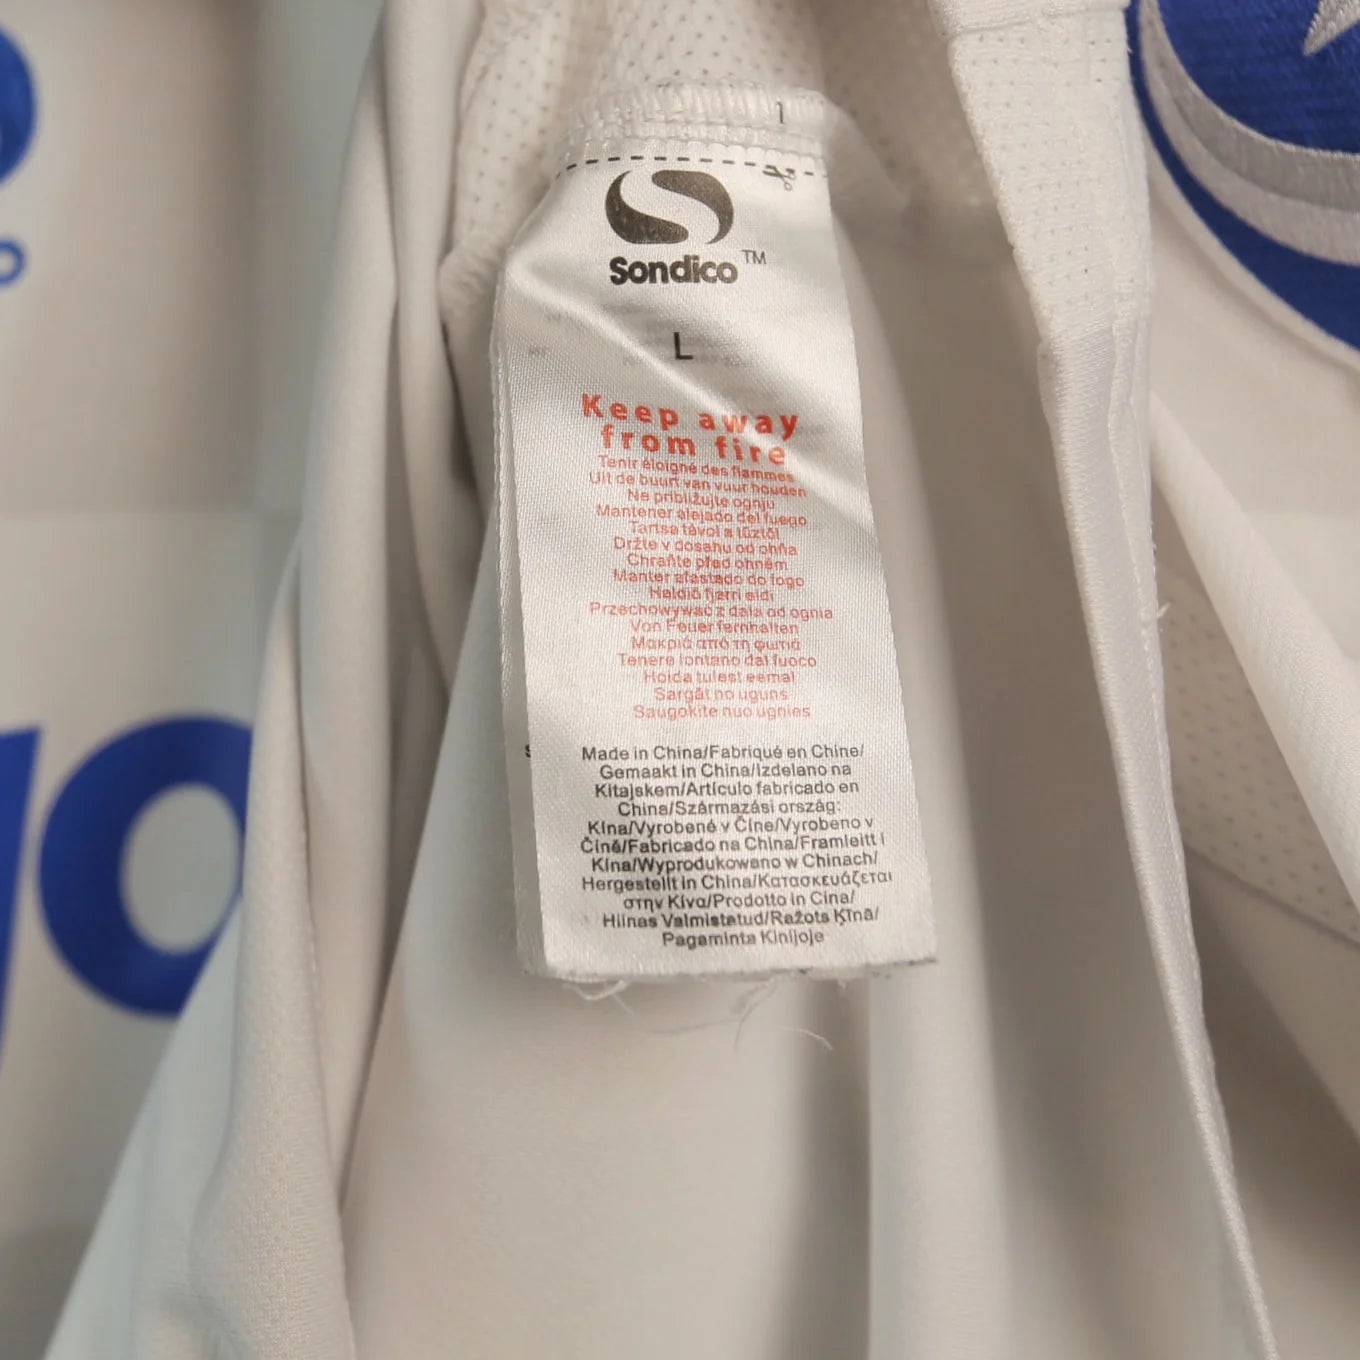 1
Sondico™
L
Keep away
from fire
Tenir éloigné des flammes
Uit de buurt van vuur houden
Ne približujte ognju
Mantener alejado del fuego
Tartsa távol a tűztől
Držte v dosahu od ohňa
Chraňte před ohněm
Manter afastado do fogo
Haldið fjarri eldi
Przechowywać z dala od ognia
Von Feuer fernhalten
Μακριά από τη φωτιά
Tenere lontano dal fuoco
Hoida tulest eemal
Sargāt no uguns
Saugokite nuo ugnies
Made in China/Fabriqué en Chine/
Gemaakt in China/Izdelano na
Kitajskem/Artículo fabricado en
China/Származási ország:
Kína/Vyrobené v Číne/Vyrobeno v
Číně/Fabricado na China/Framleitt í
Kína/Wyprodukowano w Chinach/
Hergestellt in China/Κατασκευάζεται
στην Κίνα/Prodotto in Cina/
Hiinas Valmistatud/Ražots Ķīnā/
Pagaminta Kinijoje